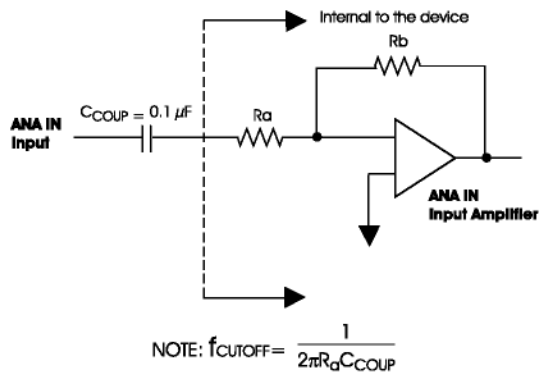 Internal to the device
Rb
CCOUP = 0.1 μF
Ra
ANA IN
Input
ANA IN
Input Amplifier
NOTE: fCUTOFF= 1
2πRaCCOUP